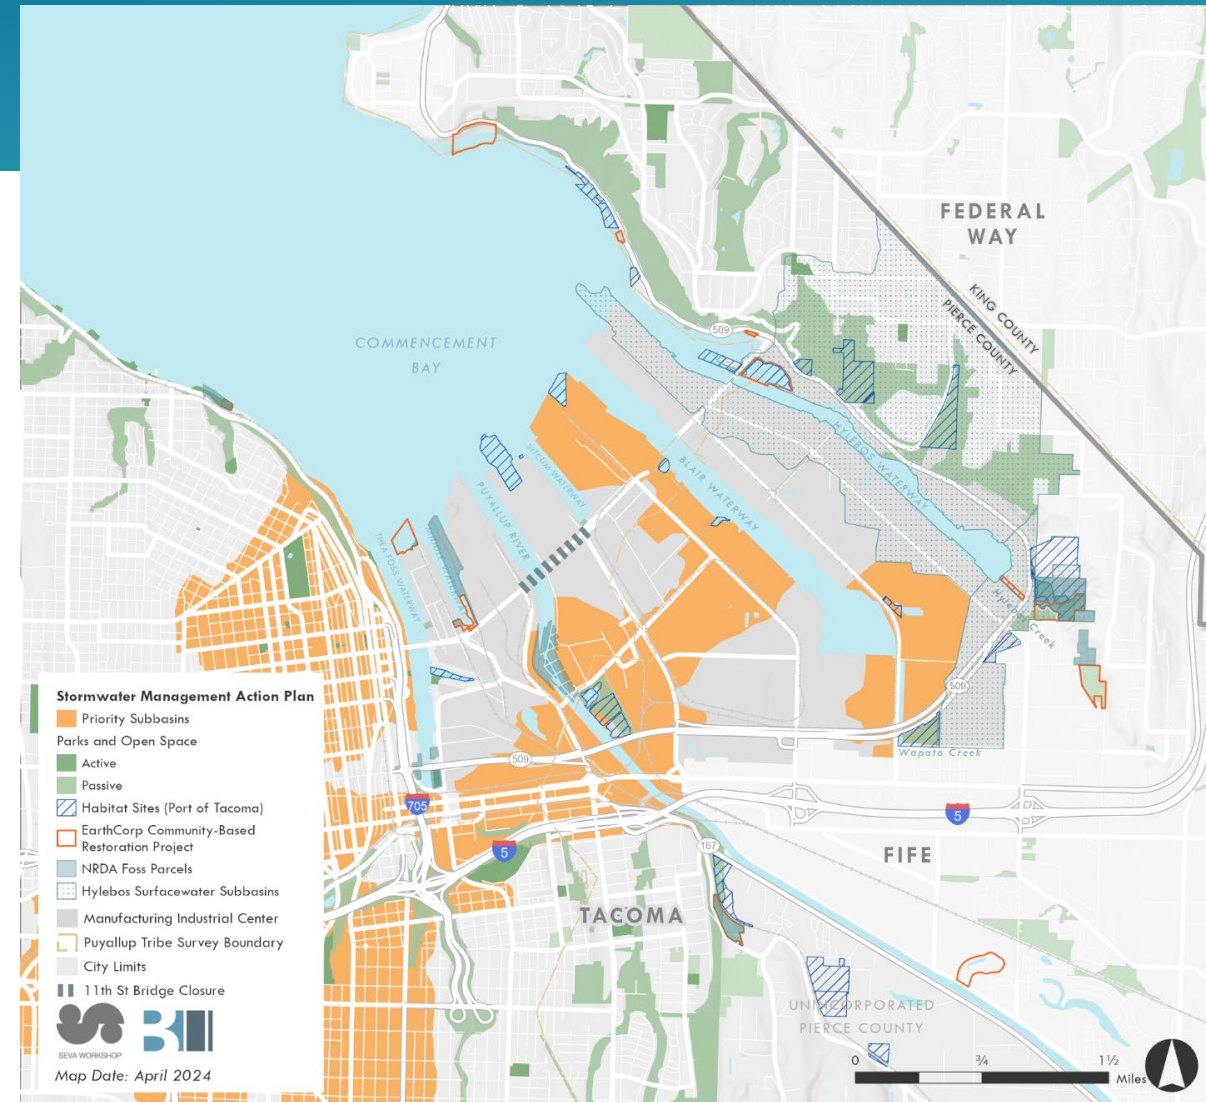 FEDERAL
WAY
KING COUNTY
PIERCE COUNTY
509
COMMENCEMENT
BAY
HYLEBOS WATERWAY
BLAIR WATERWAY
SITCUM WATERWAY
PUYALLUP RIVER
MIDDLE WATERWAY
THEA FOSS WATERWAY
Hylebos Creek
509
Wapato Creek
509
705
5
5
167
FIFE
TACOMA
UNINCORPORATED
PIERCE COUNTY
Stormwater Management Action Plan
Priority Subbasins
Parks and Open Space
Active
Passive
Habitat Sites (Port of Tacoma)
EarthCorp Community-Based
Restoration Project
NRDA Foss Parcels
Hylebos Surfacewater Subbasins
Manufacturing Industrial Center
Puyallup Tribe Survey Boundary
City Limits
11th St Bridge Closure
SEVA WORKSHOP
Map Date: April 2024
0 ¾ 1 ½
Miles